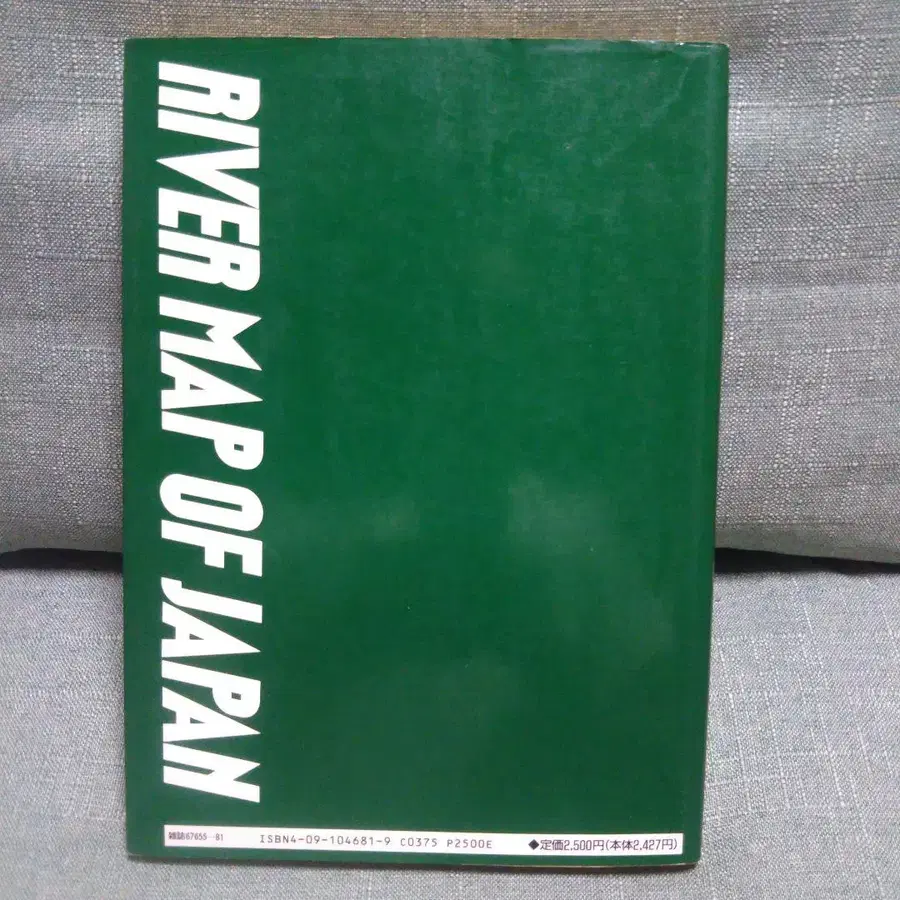 RIVER MAP OF JAPAN
雑誌67655-81
ISBN4-09-104681-9 C0375 P2500E
◆定価2,500円(本体2,427円)